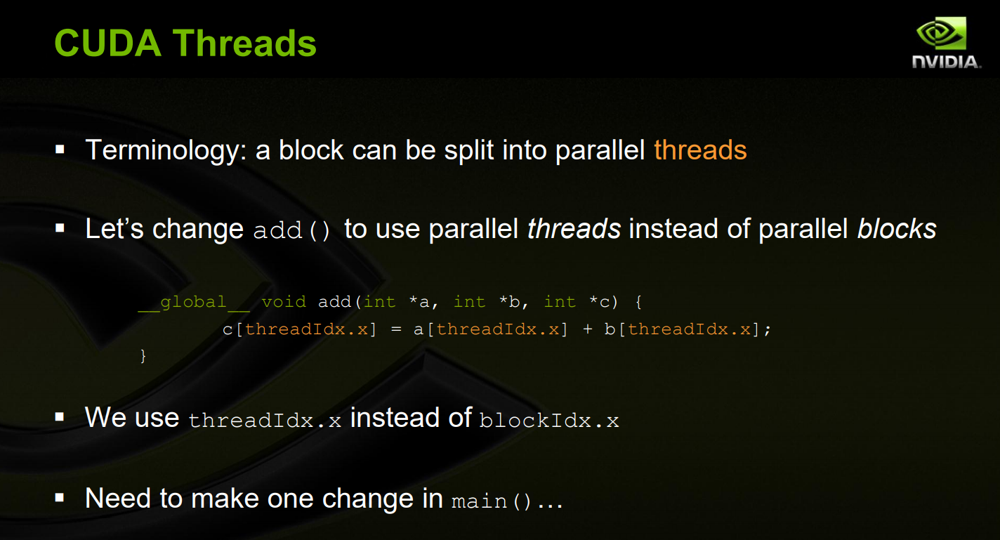 CUDA Threads
NVIDIA.
▪ Terminology: a block can be split into parallel threads
▪ Let’s change add() to use parallel threads instead of parallel blocks
__global__ void add(int *a, int *b, int *c) {
c[threadIdx.x] = a[threadIdx.x] + b[threadIdx.x];
}
▪ We use threadIdx.x instead of blockIdx.x
▪ Need to make one change in main()…